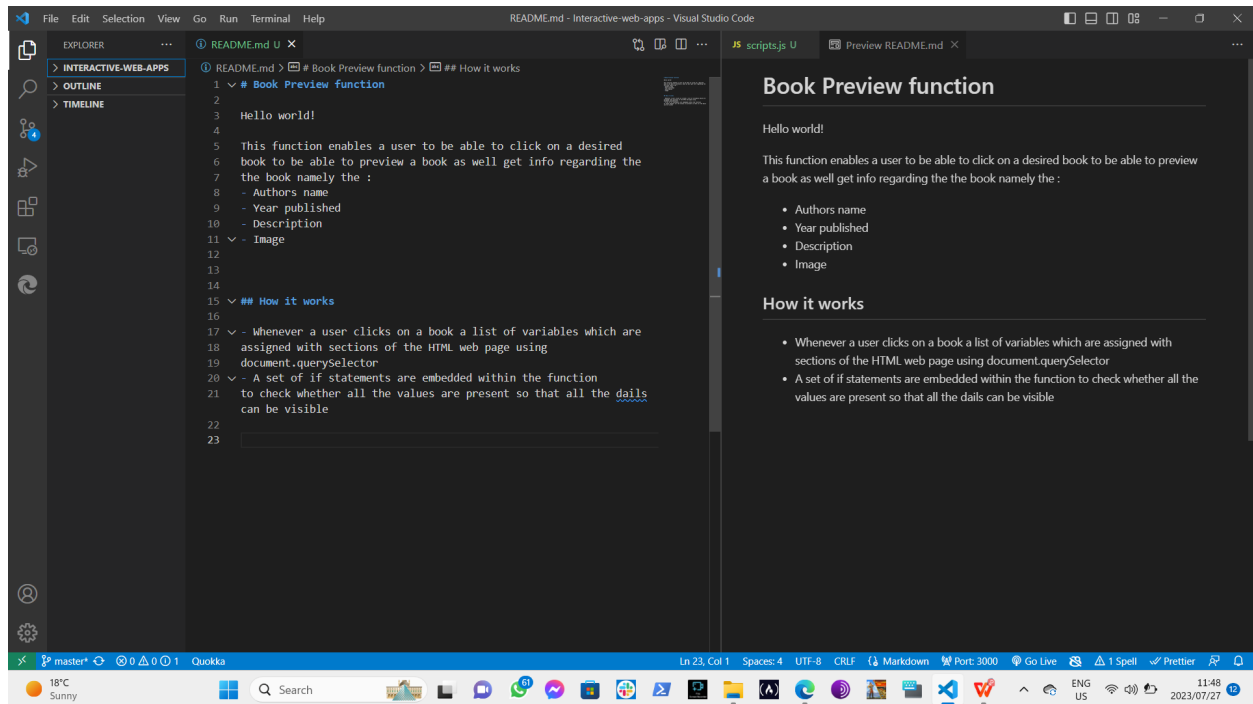 File Edit Selection View Go Run Terminal Help README.md - Interactive-web-apps - Visual Studio Code
EXPLORER
INTERACTIVE-WEB-APPS
OUTLINE
TIMELINE
4
README.md U
README.md > # Book Preview function > ## How it works
1 # Book Preview function
2
3 Hello world!
4
5 This function enables a user to be able to click on a desired
6 book to be able to preview a book as well get info regarding the
7 the book namely the :
8 - Authors name
9 - Year published
10 - Description
11 - Image
12
13
14
15 ## How it works
16
17 - Whenever a user clicks on a book a list of variables which are
18 assigned with sections of the HTML web page using
19 document.querySelector
20 - A set of if statements are embedded within the function
21 to check whether all the values are present so that all the dails
can be visible
22
23
JS scripts.js U Preview README.md
Book Preview function
Hello world!
This function enables a user to be able to click on a desired book to be able to preview
a book as well get info regarding the the book namely the :
• Authors name
• Year published
• Description
• Image
How it works
• Whenever a user clicks on a book a list of variables which are assigned with
sections of the HTML web page using document.querySelector
• A set of if statements are embedded within the function to check whether all the
values are present so that all the dails can be visible
master* 0 0 1 Quokka Ln 23, Col 1 Spaces: 4 UTF-8 CRLF Markdown Port: 3000 Go Live 1 Spell Prettier
18°C
Sunny
Search
61
ENG
US
11:48
2023/07/27
12